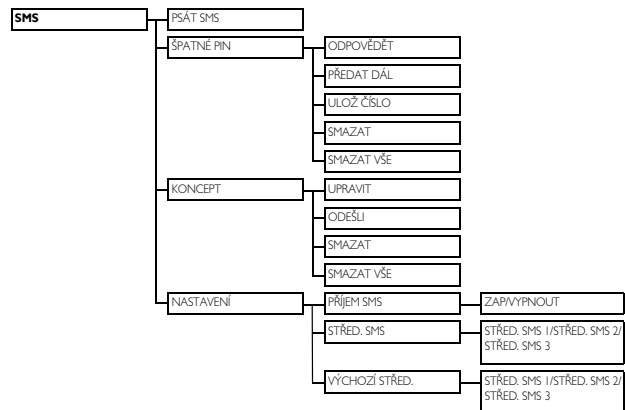 SMS
PSÁT SMS
ŠPATNÉ PIN
ODPOVĚDĚT
PŘEDAT DÁL
ULOŽ ČÍSLO
SMAZAT
SMAZAT VŠE
KONCEPT
UPRAVIT
ODEŠLI
SMAZAT
SMAZAT VŠE
NASTAVENÍ
PŘÍJEM SMS
ZAP/VYPNOUT
STŘED. SMS
STŘED. SMS 1/STŘED. SMS 2/
STŘED. SMS 3
VÝCHOZÍ STŘED.
STŘED. SMS 1/STŘED. SMS 2/
STŘED. SMS 3